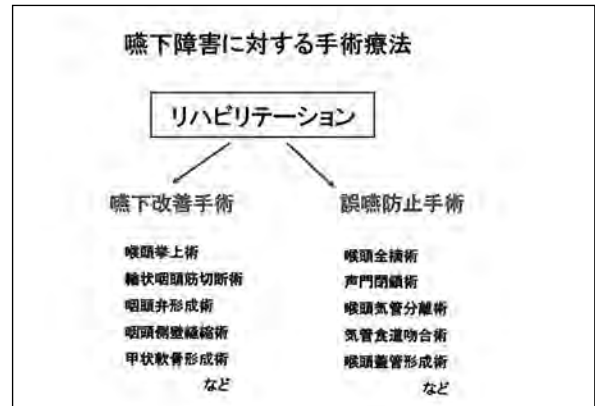 嚥下障害に対する手術療法
リハビリテーション
嚥下改善手術
喉頭挙上術
輪状咽頭筋切断術
咽頭弁形成術
咽頭側壁縫縮術
甲状軟骨形成術
など
誤嚥防止手術
喉頭全摘術
声門閉鎖術
喉頭気管分離術
気管食道吻合術
喉頭蓋管形成術
など